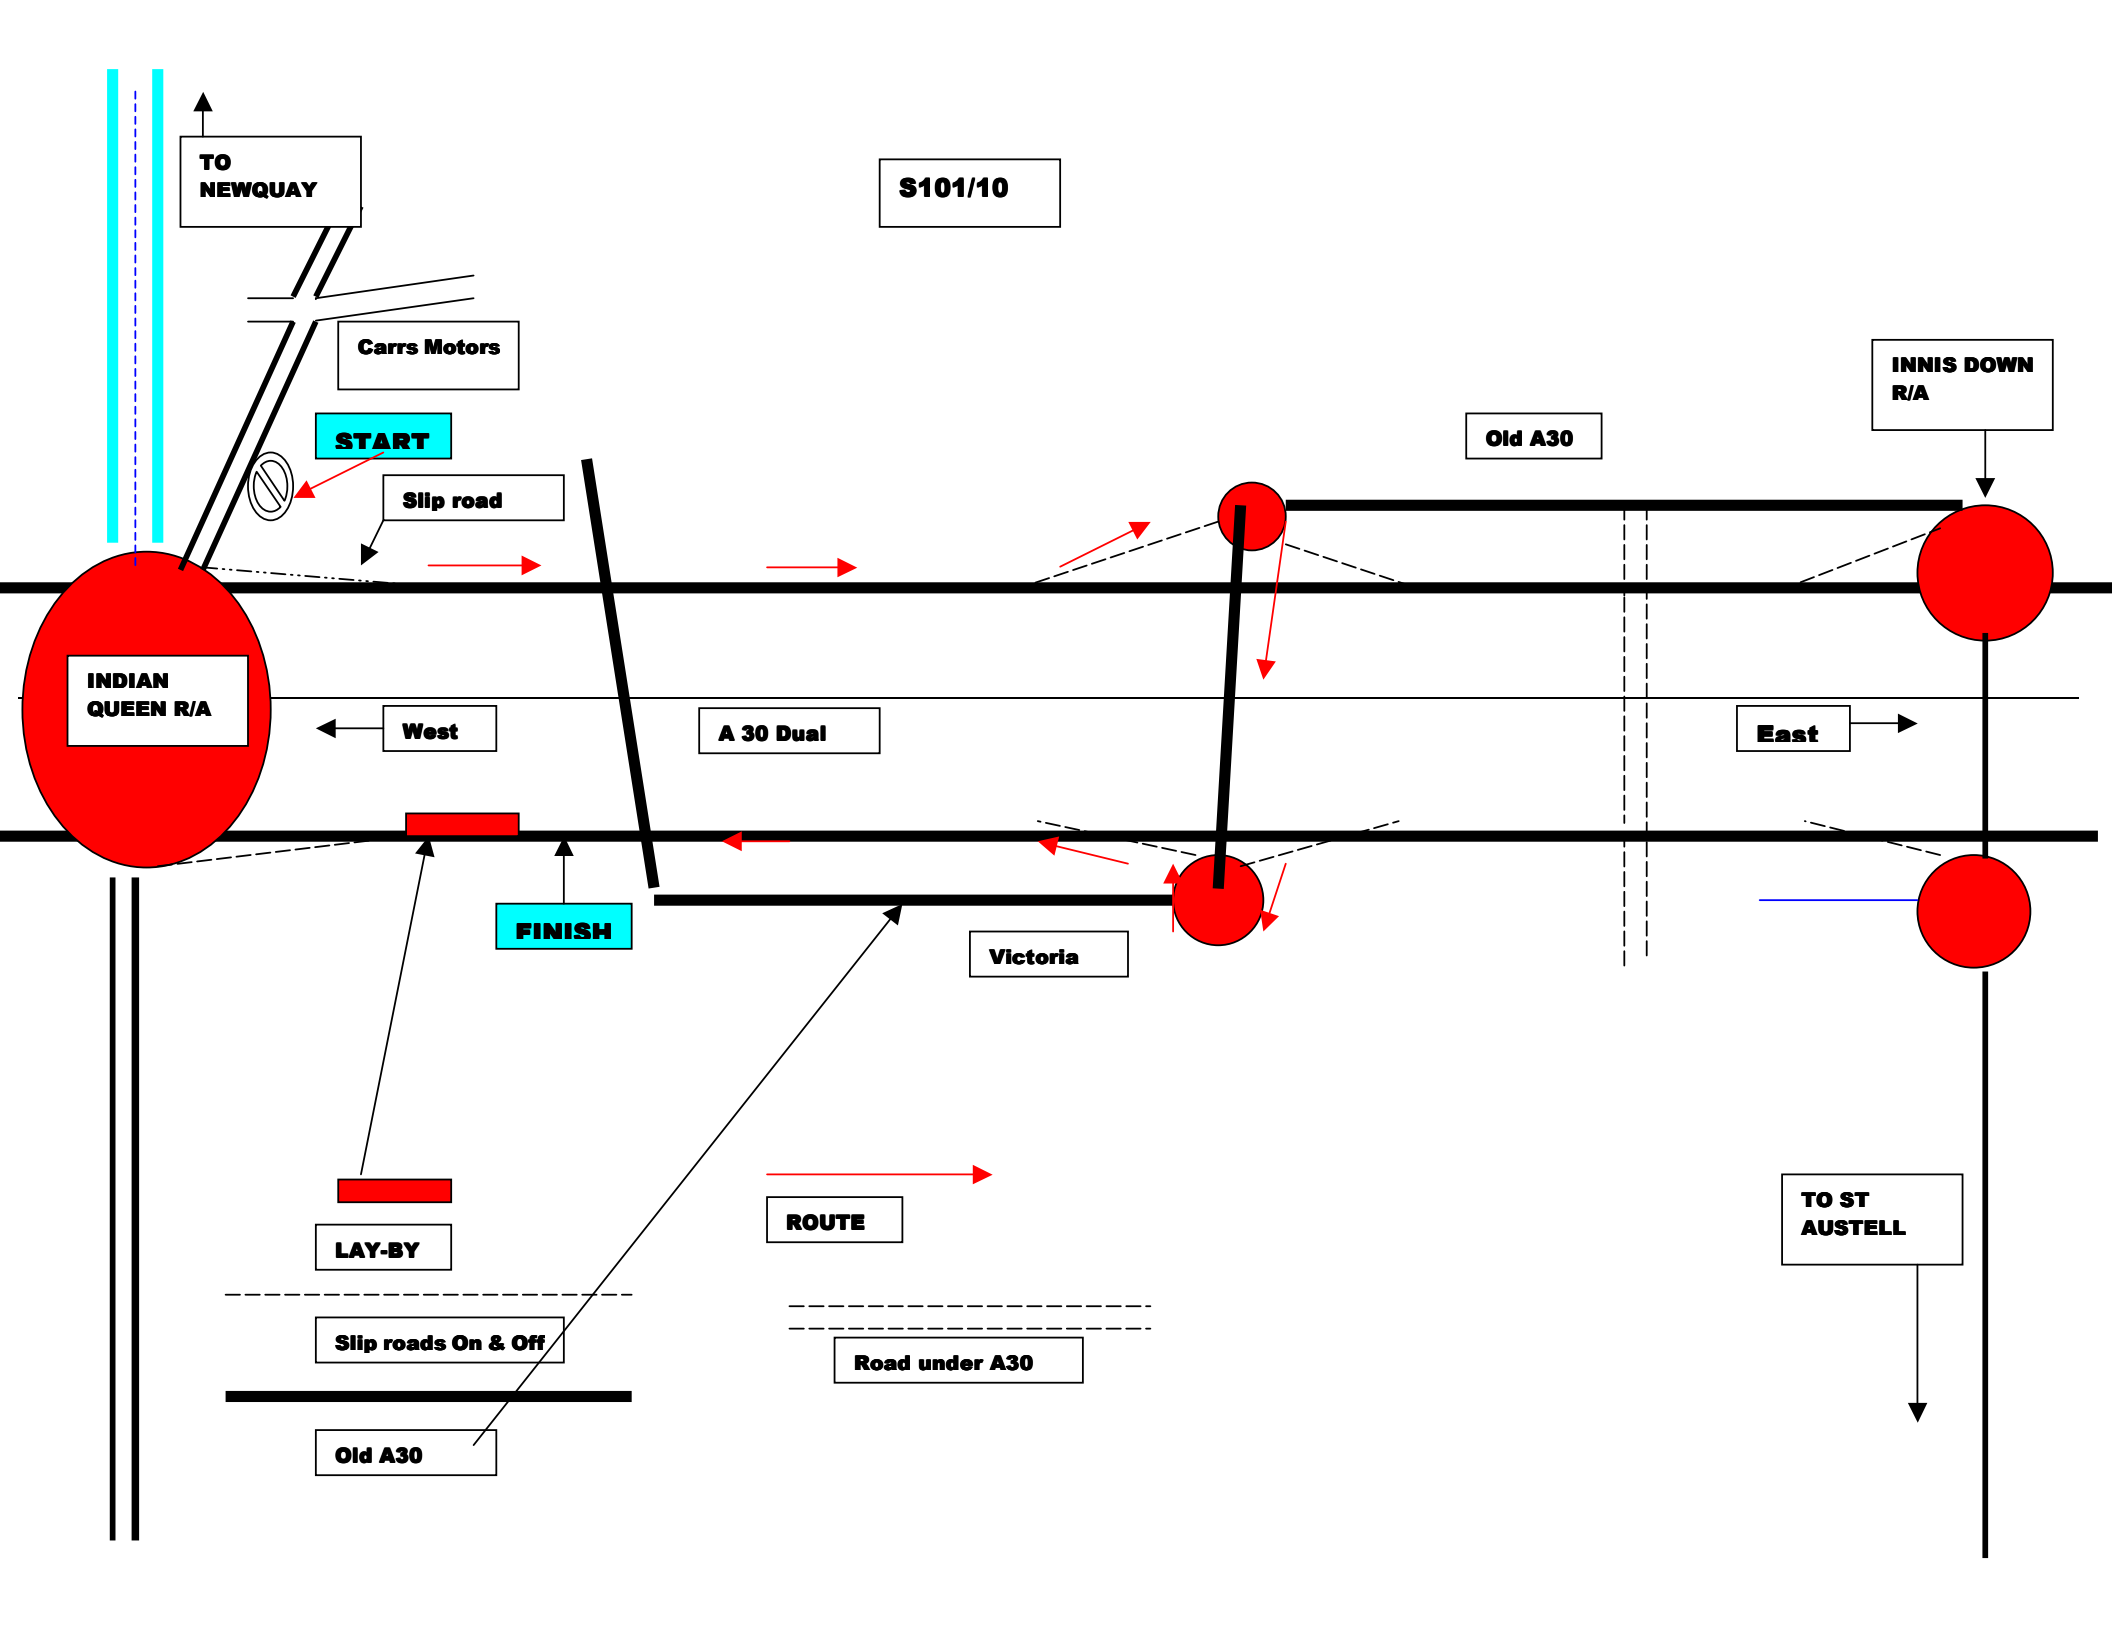 TO
NEWQUAY
S101/10
Carrs Motors
INNIS DOWN
R/A
START
Old A30
Slip road
INDIAN
QUEEN R/A
West
A 30 Dual
East
FINISH
Victoria
TO ST
AUSTELL
ROUTE
LAY-BY
Slip roads On & Off
Road under A30
Old A30